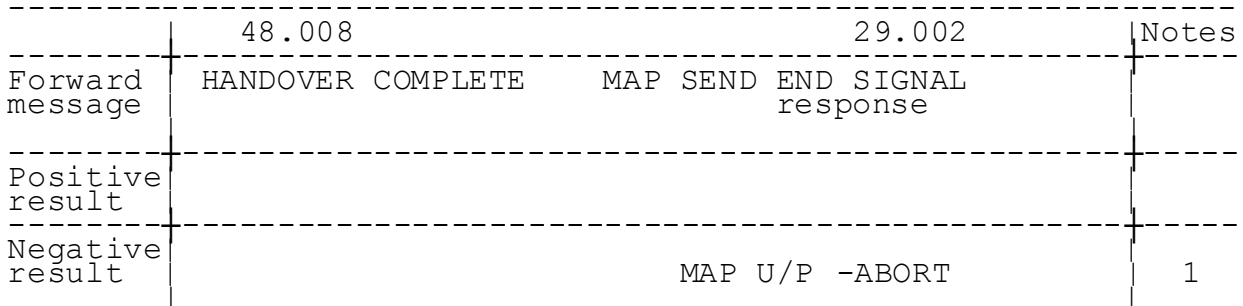 48.008 29.002 Notes
Forward HANDOVER COMPLETE MAP SEND END SIGNAL
message response
Positive
result
Negative
result MAP U/P -ABORT 1